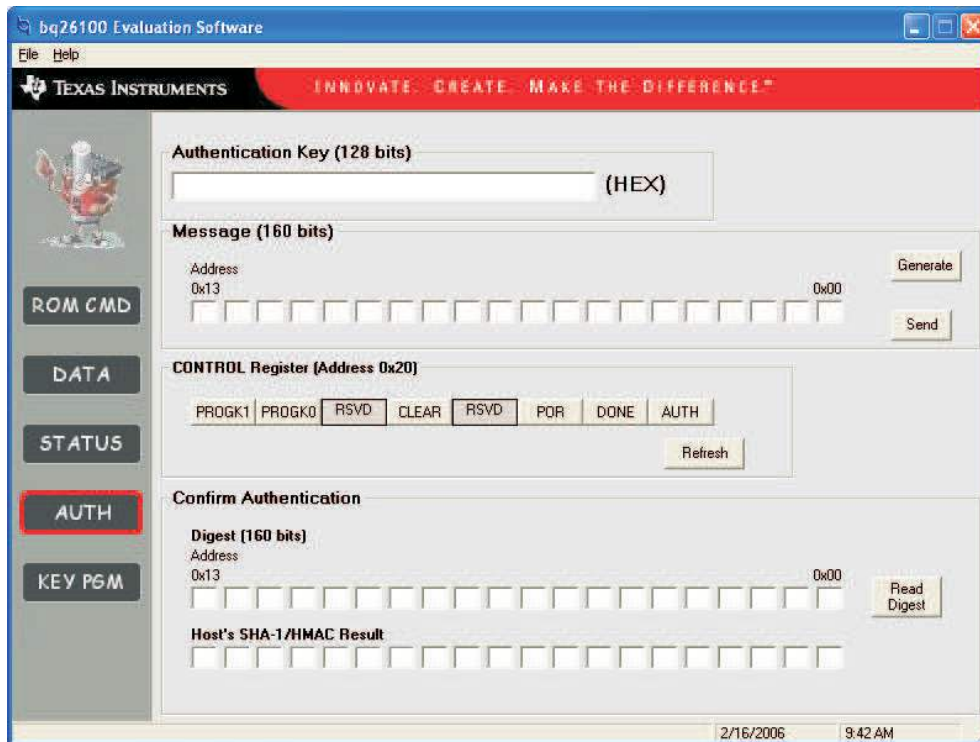 bq26100 Evaluation Software
File Help
TEXAS INSTRUMENTS INNOVATE. CREATE. MAKE THE DIFFERENCE.™
Authentication Key (128 bits)
(HEX)
Message (160 bits)
Address
0x13 0x00
Generate
Send
ROM CMD
DATA
STATUS
AUTH
KEY PGM
CONTROL Register (Address 0x20)
PROGK1 PROGK0 RSVD CLEAR RSVD POR DONE AUTH
Refresh
Confirm Authentication
Digest (160 bits)
Address
0x13 0x00
Read
Digest
Host's SHA-1/HMAC Result
2/16/2006 9:42 AM